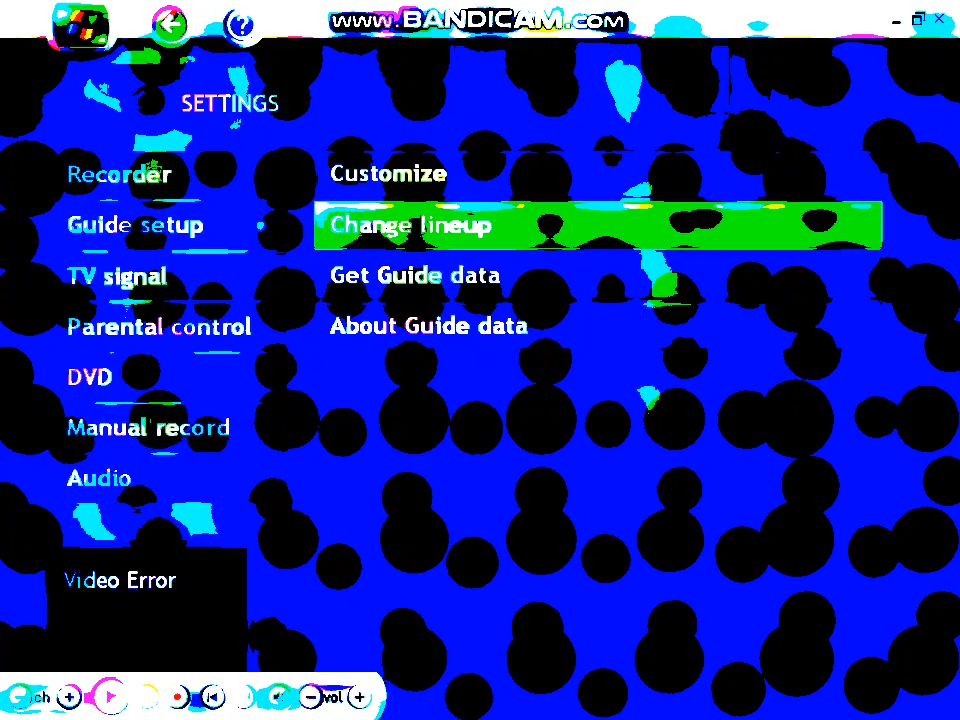 www.BANDICAM.com
SETTINGS
Recorder
Guide setup
TV signal
Parental control
DVD
Manual record
Audio
Customize
Change lineup
Get Guide data
About Guide data
Video Error
ch
vol